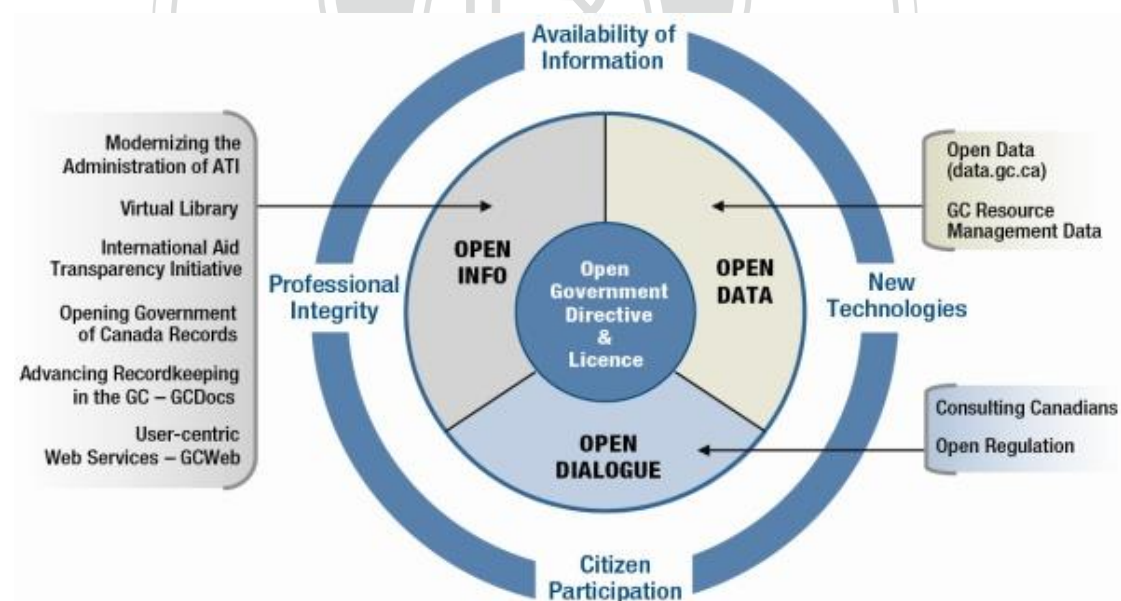 Availability of
Information
Modernizing the
Administration of ATI
Virtual Library
International Aid
Transparency Initiative
Opening Government
of Canada Records
Advancing Recordkeeping
in the GC – GCDocs
User-centric
Web Services – GCWeb
Professional
Integrity
OPEN
INFO
Open
Government
Directive
&
Licence
OPEN
DATA
OPEN
DIALOGUE
New
Technologies
Open Data
(data.gc.ca)
GC Resource
Management Data
Consulting Canadians
Open Regulation
Citizen
Participation